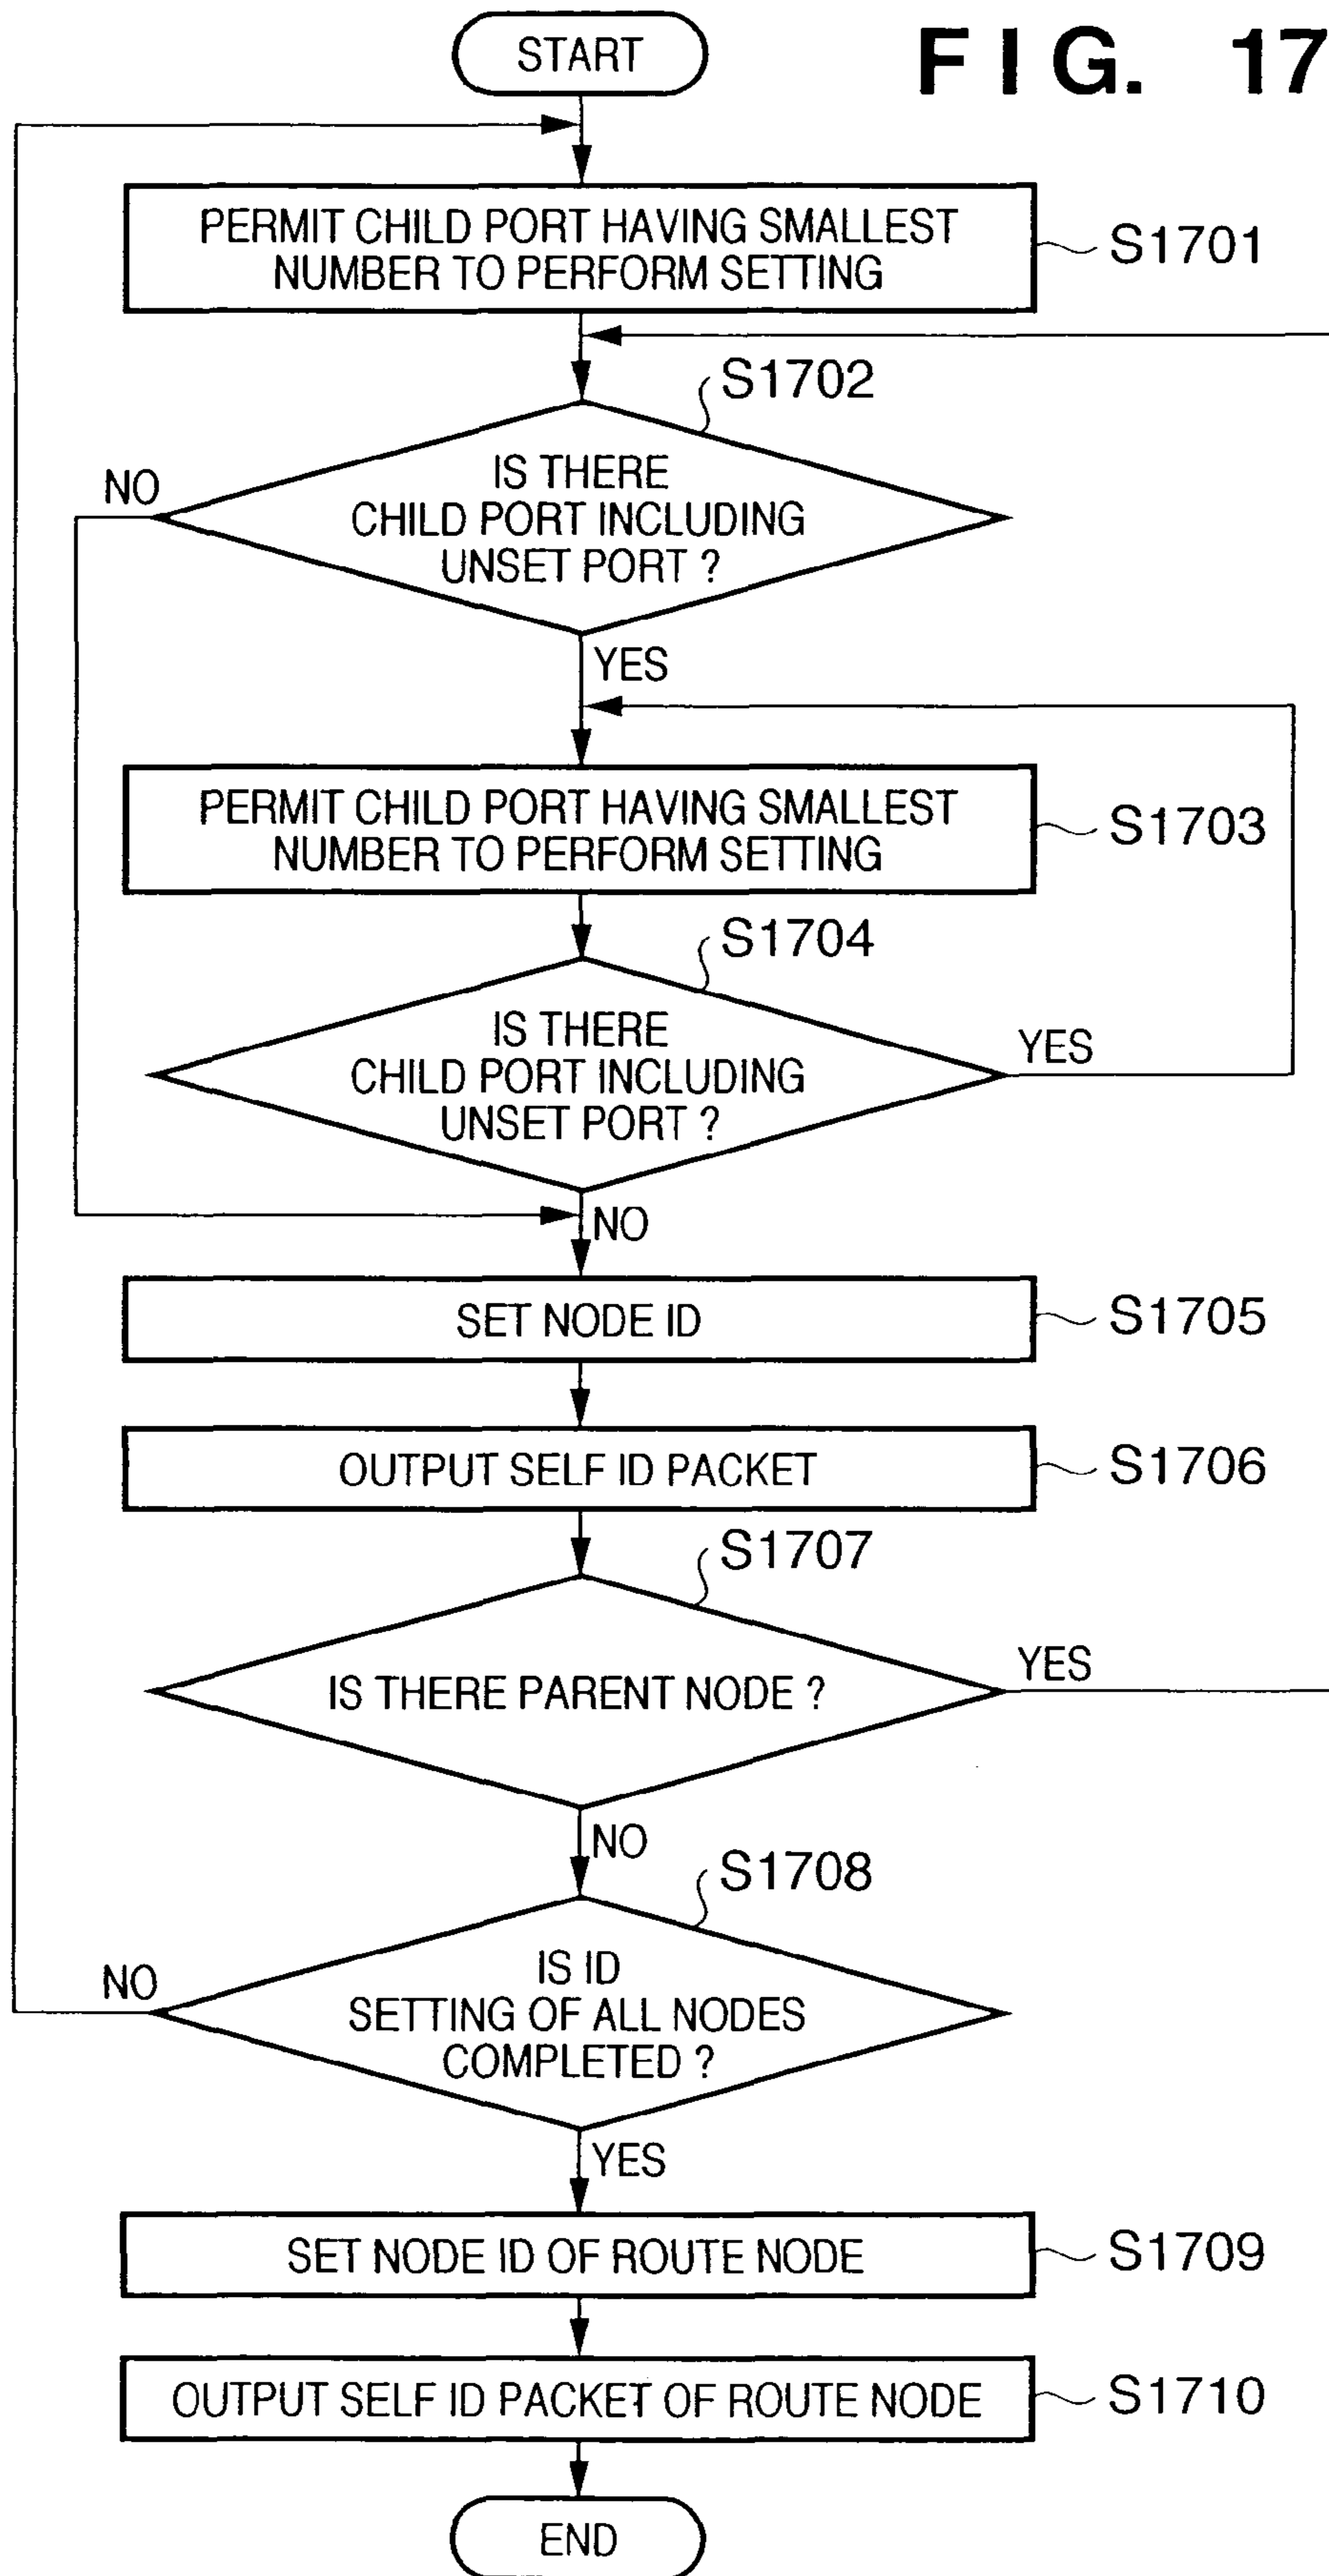 START
FIG. 17
PERMIT CHILD PORT HAVING SMALLEST
NUMBER TO PERFORM SETTING
S1701
S1702
NO
IS THERE
CHILD PORT INCLUDING
UNSET PORT ?
YES
PERMIT CHILD PORT HAVING SMALLEST
NUMBER TO PERFORM SETTING
S1703
S1704
IS THERE
CHILD PORT INCLUDING
UNSET PORT ?
YES
NO
SET NODE ID
S1705
OUTPUT SELF ID PACKET
S1706
S1707
IS THERE PARENT NODE ?
YES
NO
S1708
NO
IS ID
SETTING OF ALL NODES
COMPLETED ?
YES
SET NODE ID OF ROUTE NODE
S1709
OUTPUT SELF ID PACKET OF ROUTE NODE
S1710
END